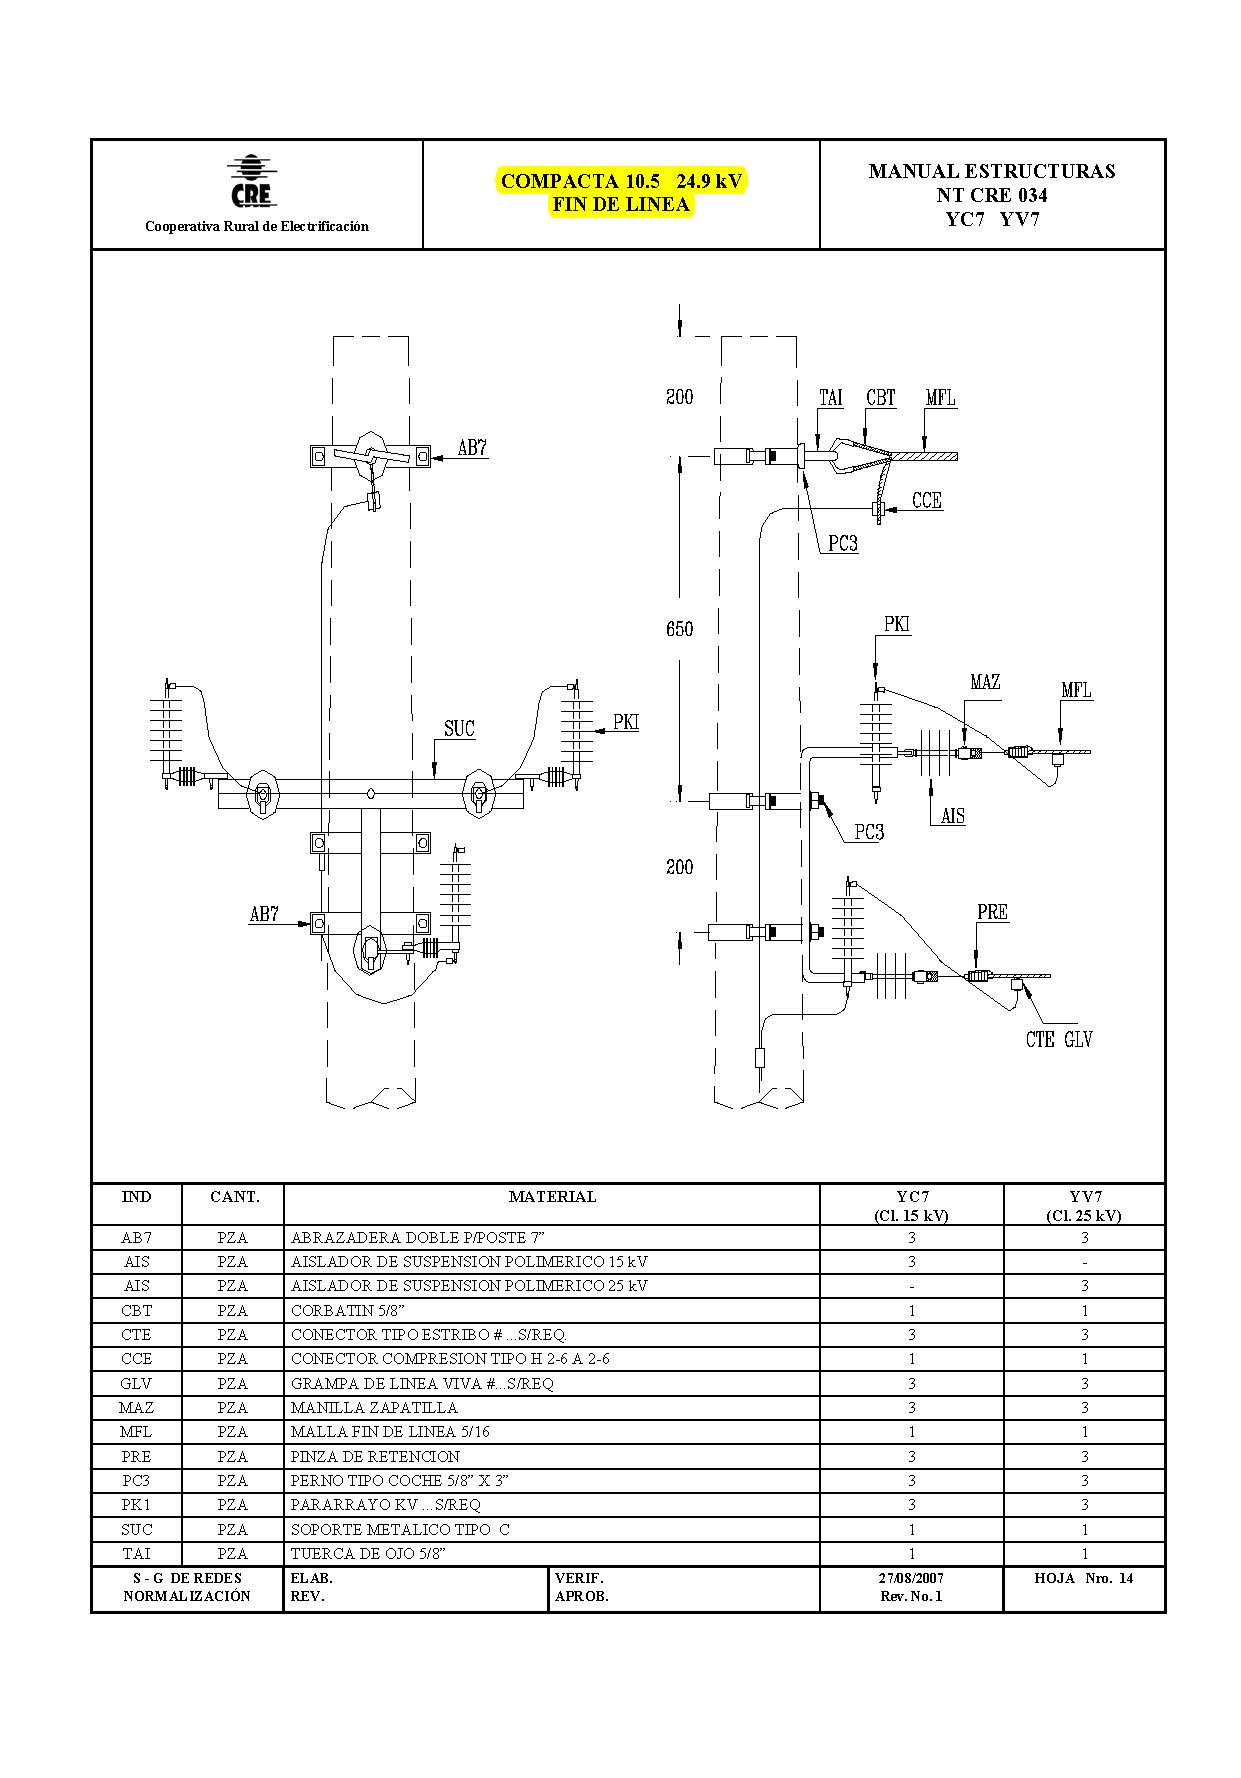 CRE
Cooperativa Rural de Electrificación
COMPACTA 10.5   24.9 kV
FIN DE LINEA
MANUAL ESTRUCTURAS
NT CRE 034
YC7   YV7
200
TAI
CBT
MFL
AB7
CCE
PC3
650
PKI
MAZ
MFL
SUC
PKI
AIS
PC3
200
AB7
PRE
CTE GLV
IND CANT. MATERIAL YC7 (Cl. 15 kV) YV7 (Cl. 25 kV)
AB7 PZA ABRAZADERA DOBLE P/POSTE 7” 3 3
AIS PZA AISLADOR DE SUSPENSION POLIMERICO 15 kV 3 -
AIS PZA AISLADOR DE SUSPENSION POLIMERICO 25 kV - 3
CBT PZA CORBATIN 5/8” 1 1
CTE PZA CONECTOR TIPO ESTRIBO # ...S/REQ. 3 3
CCE PZA CONECTOR COMPRESION TIPO H 2-6 A 2-6 1 1
GLV PZA GRAMPA DE LINEA VIVA #...S/REQ 3 3
MAZ PZA MANILLA ZAPATILLA 3 3
MFL PZA MALLA FIN DE LINEA 5/16 1 1
PRE PZA PINZA DE RETENCION 3 3
PC3 PZA PERNO TIPO COCHE 5/8” X 3” 3 3
PK1 PZA PARARRAYO KV ...S/REQ 3 3
SUC PZA SOPORTE METALICO TIPO  C 1 1
TAI PZA TUERCA DE OJO 5/8” 1 1
S - G  DE REDES
NORMALIZACIÓN
ELAB.
REV.
VERIF.
APROB.
27/08/2007
Rev. No. 1
HOJA   Nro.  14